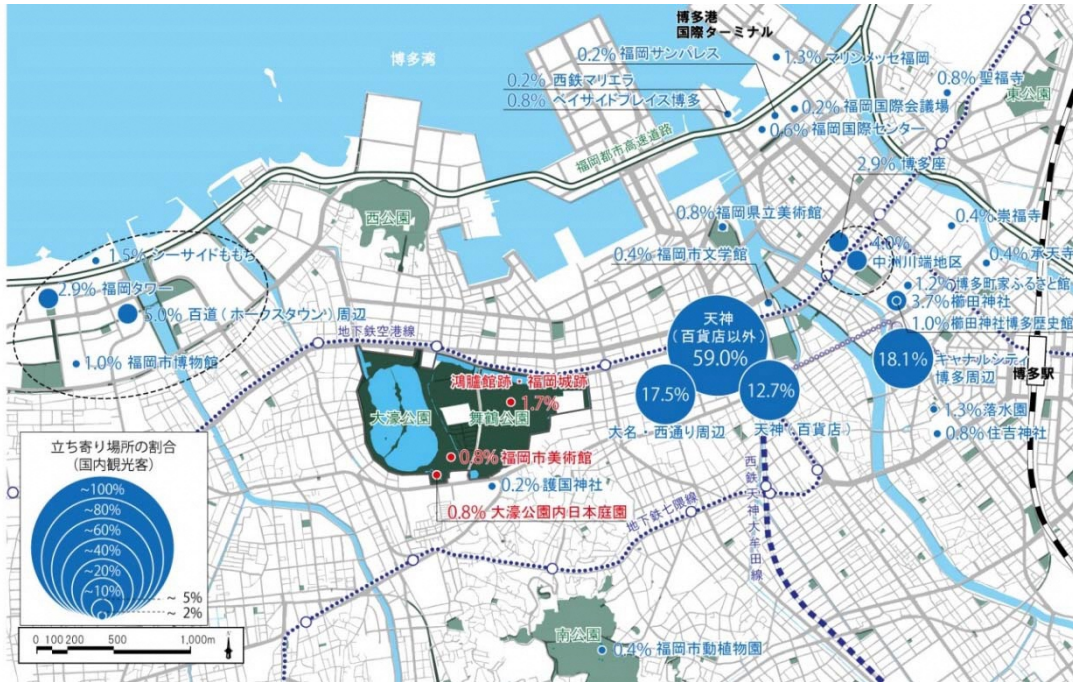 博多港
国際ターミナル
博多湾
0.2% 福岡サンパレス
1.3% マリンメッセ福岡
0.2% 西鉄マリエラ
0.8% ベイサイドプレイス博多
0.8% 聖福寺
東公園
0.2% 福岡国際会議場
0.6% 福岡国際センター
福岡都市高速道路
2.9% 博多座
西公園
0.8% 福岡県立美術館
0.4% 崇福寺
4.0%
中洲川端地区
0.4% 承天寺
0.4% 福岡市文学館
1.5% シーサイドももち
2.9% 福岡タワー
5.0% 百道(ホークスタウン)周辺
1.0% 福岡市博物館
地下鉄空港線
1.2% 博多町家ふるさと館
3.7% 櫛田神社
1.0% 櫛田神社博多歴史館
天神
(百貨店以外)
59.0%
18.1%
キャナルシティ
博多周辺
博多駅
17.5%
大名・西通り周辺
12.7%
天神(百貨店)
鴻臚館跡・福岡城跡
1.7%
大濠公園
舞鶴公園
1.3% 落水園
0.8% 住吉神社
0.8% 福岡市美術館
0.2% 護国神社
0.8% 大濠公園内日本庭園
地下鉄七隈線
西鉄天神大牟田線
南公園
0.4% 福岡市動植物園
立ち寄り場所の割合
(国内観光客)
~100%
~80%
~60%
~40%
~20%
~10%
~ 5%
~ 2%
0 100 200 500 1,000m